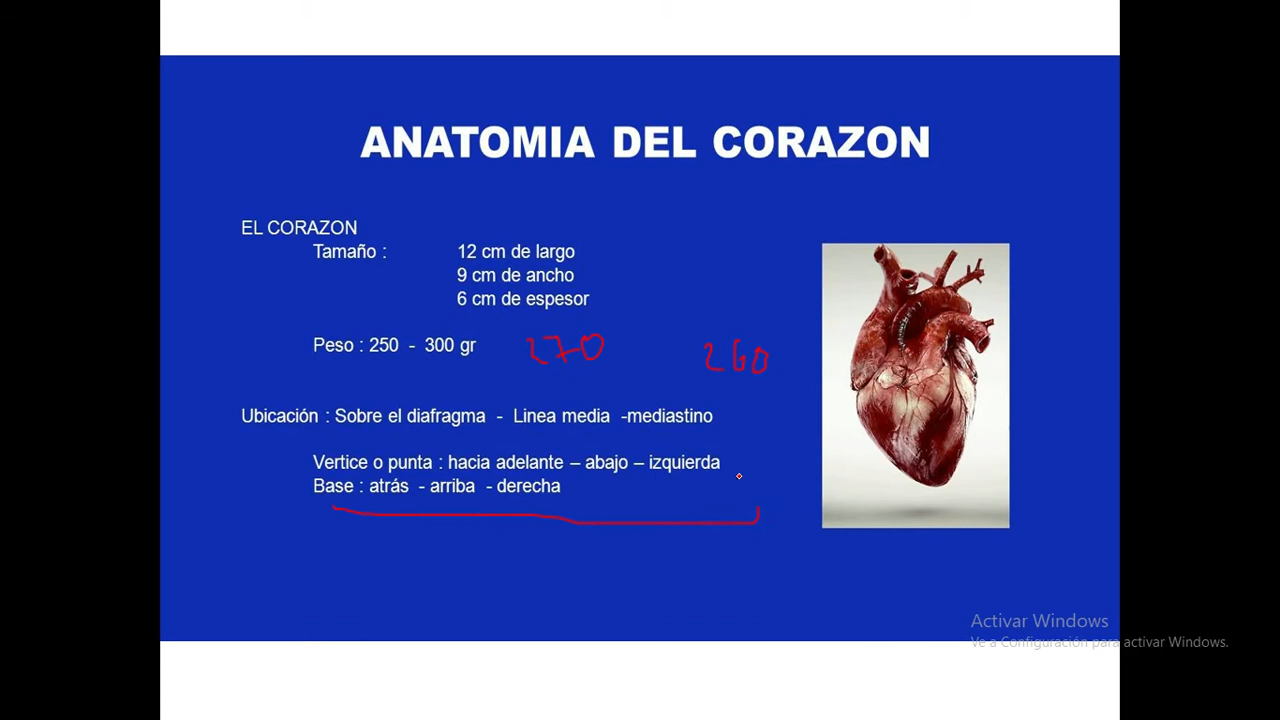 ANATOMIA DEL CORAZON
EL CORAZON
Tamaño : 12 cm de largo
9 cm de ancho
6 cm de espesor
Peso : 250 - 300 gr 270 260
Ubicación : Sobre el diafragma - Linea media -mediastino
Vertice o punta : hacia adelante – abajo – izquierda
Base : atrás - arriba - derecha
Activar Windows
Ve a Configuración para activar Windows.